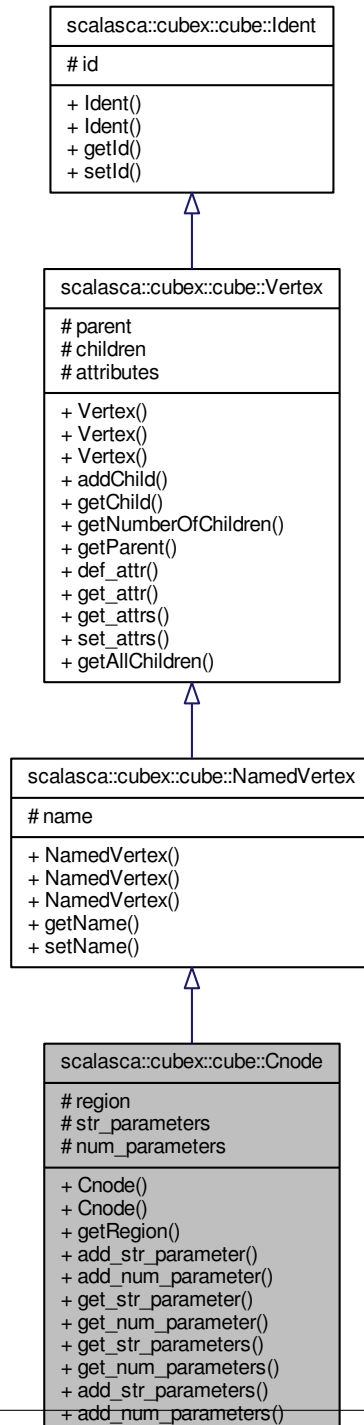 scalasca::cubex::cube::Ident
# id
+ Ident()
+ Ident()
+ getId()
+ setId()
scalasca::cubex::cube::Vertex
# parent
# children
# attributes
+ Vertex()
+ Vertex()
+ Vertex()
+ addChild()
+ getChild()
+ getNumberOfChildren()
+ getParent()
+ def_attr()
+ get_attr()
+ get_attrs()
+ set_attrs()
+ getAllChildren()
scalasca::cubex::cube::NamedVertex
# name
+ NamedVertex()
+ NamedVertex()
+ NamedVertex()
+ getName()
+ setName()
scalasca::cubex::cube::Cnode
# region
# str_parameters
# num_parameters
+ Cnode()
+ Cnode()
+ getRegion()
+ add_str_parameter()
+ add_num_parameter()
+ get_str_parameter()
+ get_num_parameter()
+ get_str_parameters()
+ get_num_parameters()
+ add_str_parameters()
+ add_num_parameters()